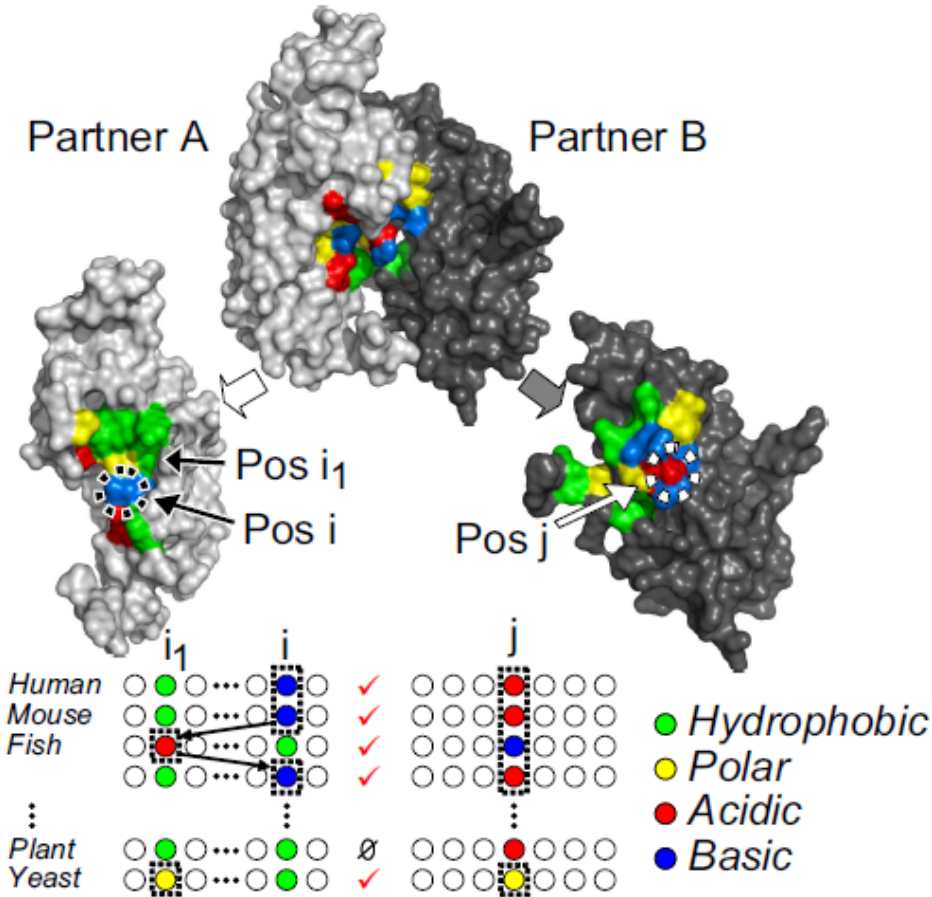 Partner A
Partner B
Pos i1
Pos i
Pos j
i1 i j
Human
Mouse
Fish
Plant
Yeast
Hydrophobic
Polar
Acidic
Basic